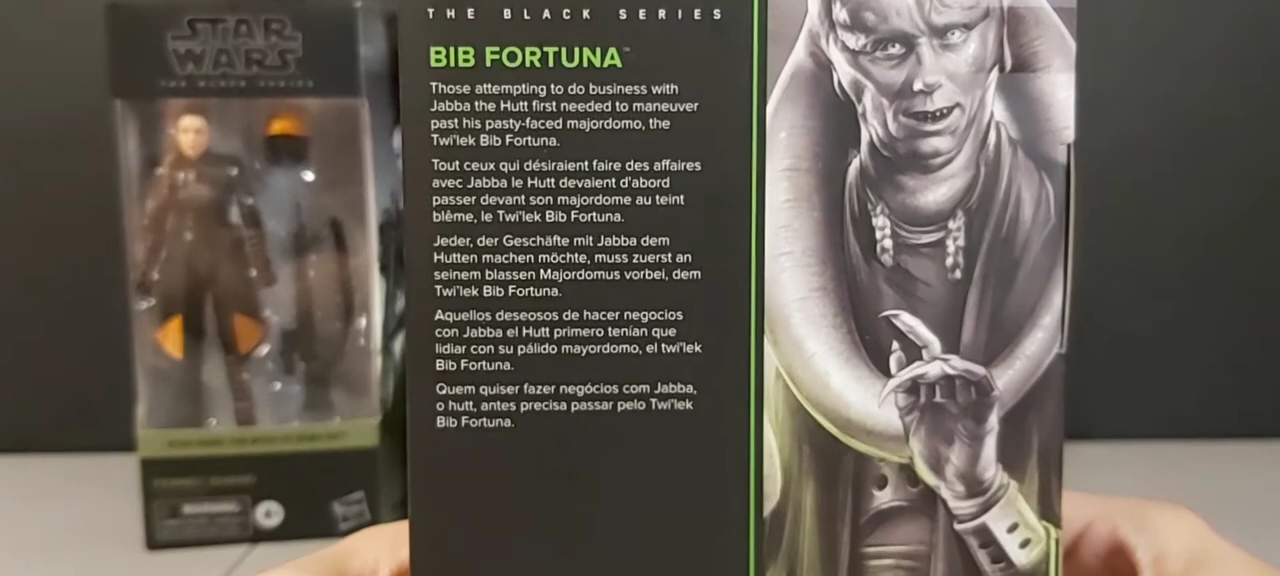 STAR
WARS
THE BLACK SERIES
THE BLACK SERIES
BIB FORTUNA™
Those attempting to do business with
Jabba the Hutt first needed to maneuver
past his pasty-faced majordomo, the
Twi'lek Bib Fortuna.
Tout ceux qui désiraient faire des affaires
avec Jabba le Hutt devaient d'abord
passer devant son majordome au teint
blême, le Twi'lek Bib Fortuna.
Jeder, der Geschäfte mit Jabba dem
Hutten machen möchte, muss zuerst an
seinem blassen Majordomus vorbei, dem
Twi'lek Bib Fortuna.
Aquellos deseosos de hacer negocios
con Jabba el Hutt primero tenían que
lidiar con su pálido mayordomo, el twi'lek
Bib Fortuna.
Quem quiser fazer negócios com Jabba,
o hutt, antes precisa passar pelo Twi'lek
Bib Fortuna.